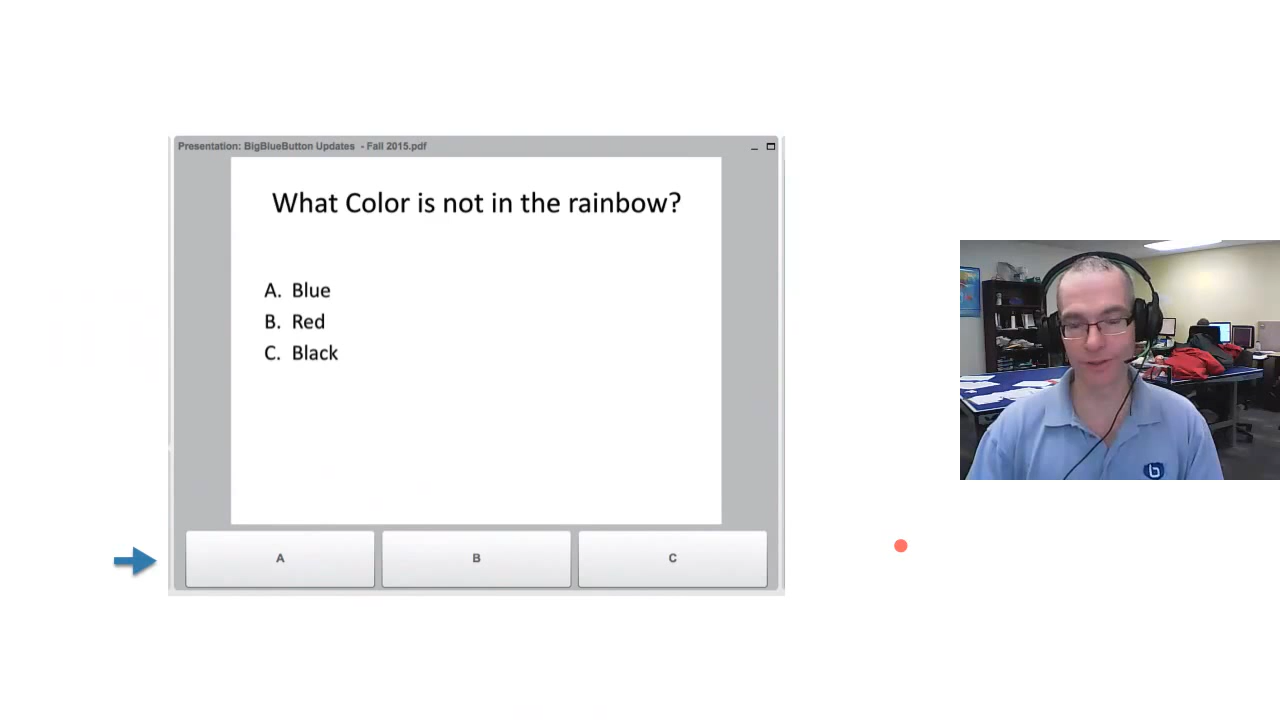 Presentation: BigBlueButton Updates - Fall 2015.pdf
What Color is not in the rainbow?
A. Blue
B. Red
C. Black
A B C
b